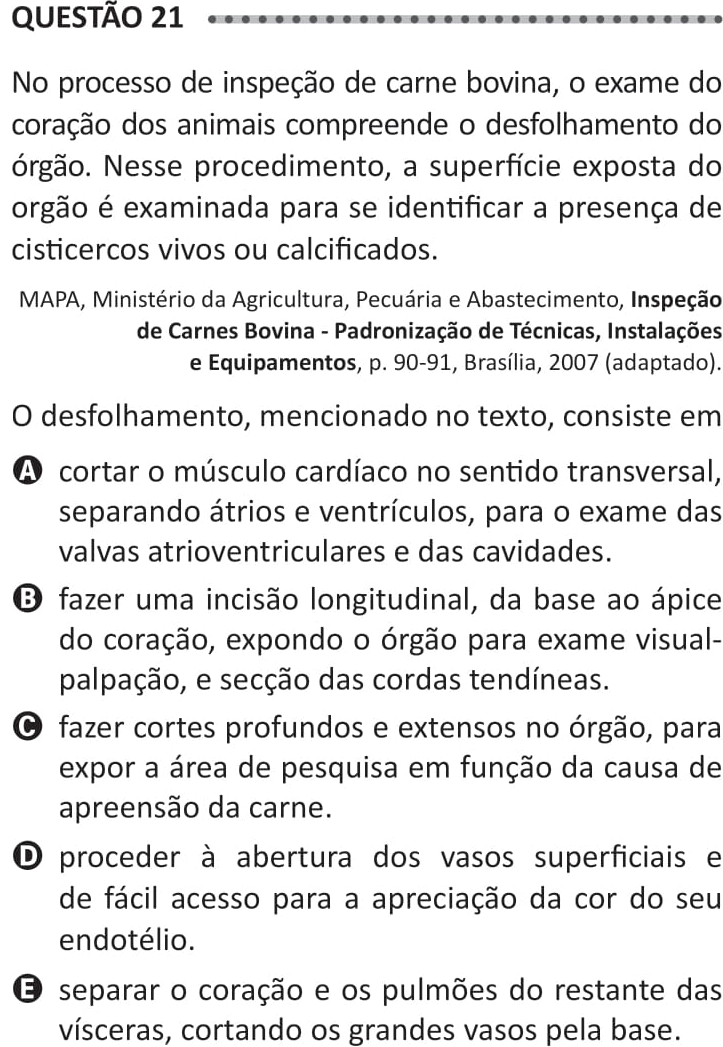 QUESTÃO 21
No processo de inspeção de carne bovina, o exame do
coração dos animais compreende o desfolhamento do
órgão. Nesse procedimento, a superfície exposta do
orgão é examinada para se identificar a presença de
cisticercos vivos ou calcificados.
MAPA, Ministério da Agricultura, Pecuária e Abastecimento, Inspeção
de Carnes Bovina - Padronização de Técnicas, Instalações
e Equipamentos, p. 90-91, Brasília, 2007 (adaptado).
O desfolhamento, mencionado no texto, consiste em
A cortar o músculo cardíaco no sentido transversal,
separando átrios e ventrículos, para o exame das
valvas atrioventriculares e das cavidades.
B fazer uma incisão longitudinal, da base ao ápice
do coração, expondo o órgão para exame visual-
palpação, e secção das cordas tendíneas.
C fazer cortes profundos e extensos no órgão, para
expor a área de pesquisa em função da causa de
apreensão da carne.
D proceder à abertura dos vasos superficiais e
de fácil acesso para a apreciação da cor do seu
endotélio.
E separar o coração e os pulmões do restante das
vísceras, cortando os grandes vasos pela base.